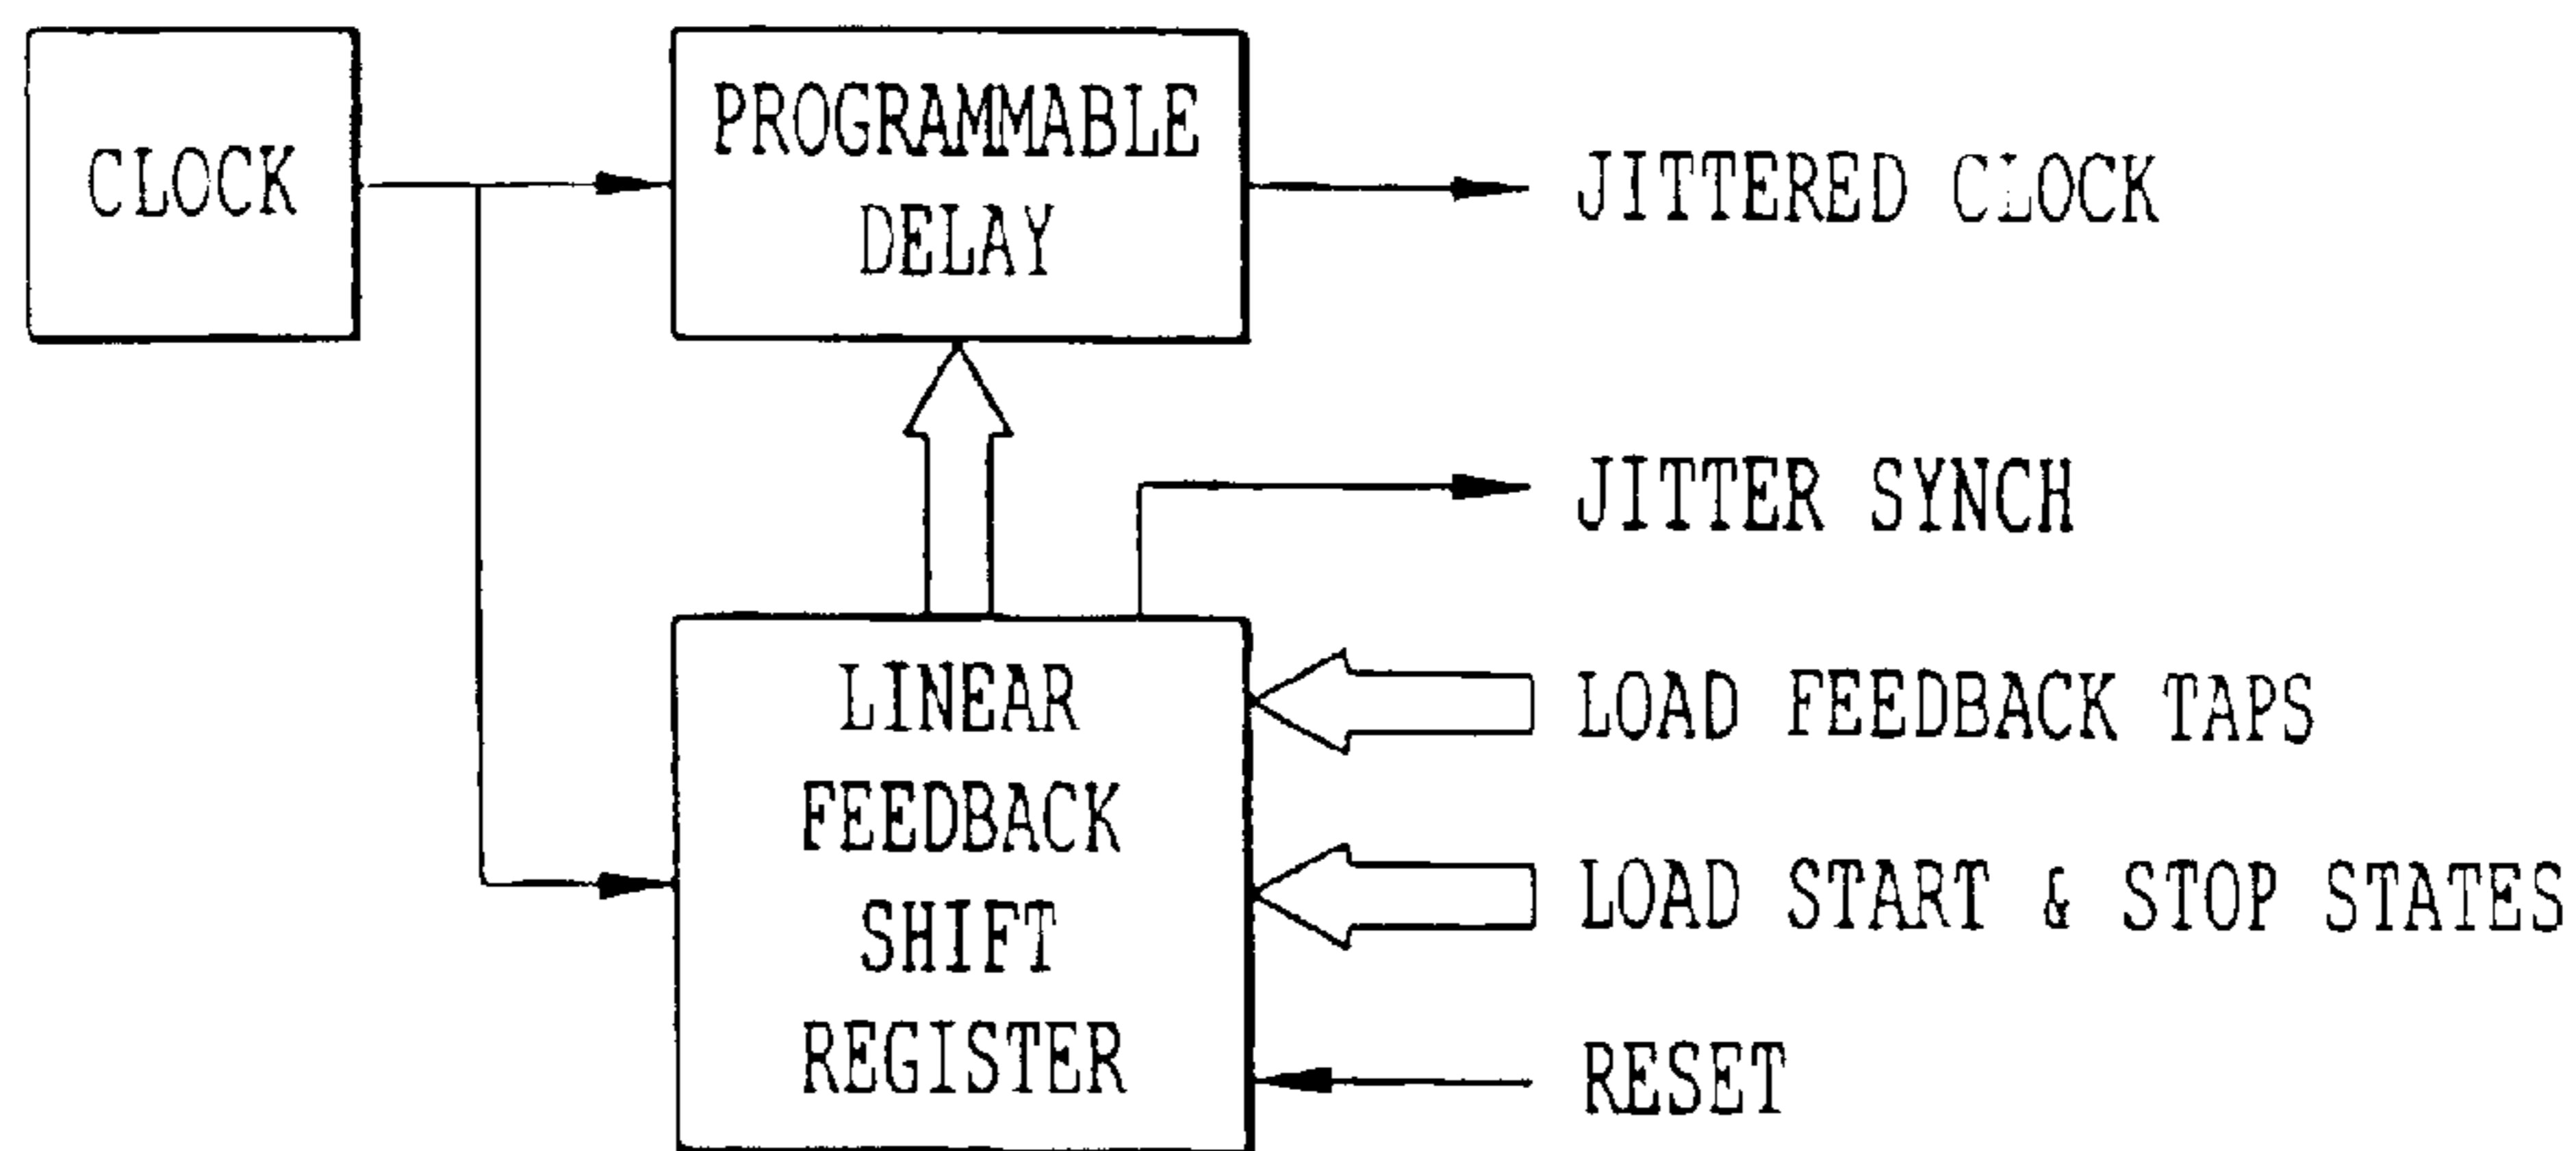 CLOCK
PROGRAMMABLE
DELAY
JITTERED CLOCK
JITTER SYNCH
LINEAR
FEEDBACK
SHIFT
REGISTER
LOAD FEEDBACK TAPS
LOAD START & STOP STATES
RESET